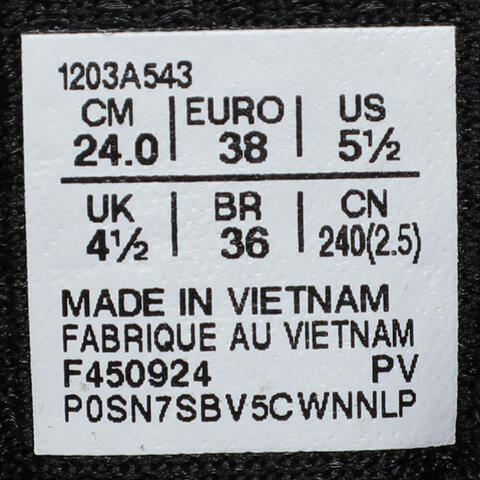 1203A543
CM | EURO | US
24.0 | 38 | 5½
UK | BR | CN
4½ | 36 | 240(2.5)
MADE IN VIETNAM
FABRIQUE AU VIETNAM
F450924 PV
P0SN7SBV5CWNNLP